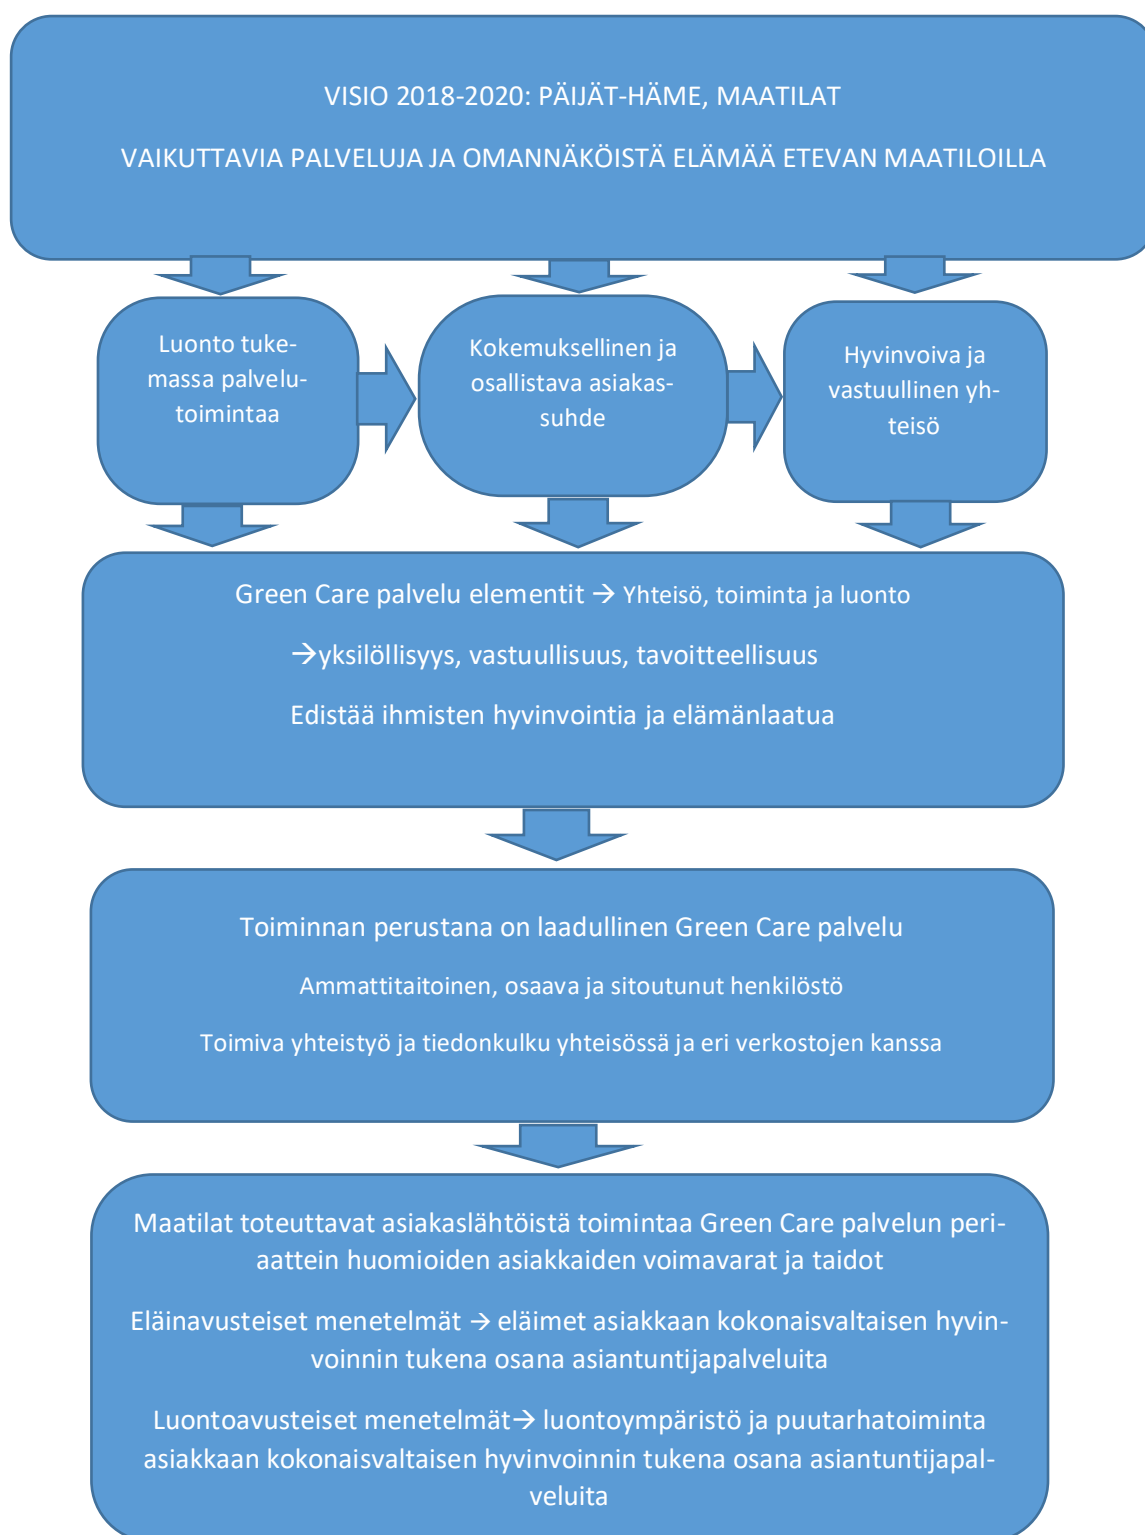 VISIO 2018-2020: PÄIJÄT-HÄME, MAATILAT
VAIKUTTAVIA PALVELUJA JA OMANNÄKÖISTÄ ELÄMÄÄ ETEVAN MAATILOILLA
Luonto tuke-
massa palvelu-
toimintaa
Kokemuksellinen ja
osallistava asiakas-
suhde
Hyvinvoiva ja
vastuullinen yh-
teisö
Green Care palvelu elementit → Yhteisö, toiminta ja luonto
→yksilöllisyys, vastuullisuus, tavoitteellisuus
Edistää ihmisten hyvinvointia ja elämänlaatua
Toiminnan perustana on laadullinen Green Care palvelu
Ammattitaitoinen, osaava ja sitoutunut henkilöstö
Toimiva yhteistyö ja tiedonkulku yhteisössä ja eri verkostojen kanssa
Maatilat toteuttavat asiakaslähtöistä toimintaa Green Care palvelun peri-
aattein huomioiden asiakkaiden voimavarat ja taidot
Eläinavusteiset menetelmät → eläimet asiakkaan kokonaisvaltaisen hyvin-
voinnin tukena osana asiantuntijapalveluita
Luontoavusteiset menetelmät→ luontoympäristö ja puutarhatoiminta
asiakkaan kokonaisvaltaisen hyvinvoinnin tukena osana asiantuntijapal-
veluita